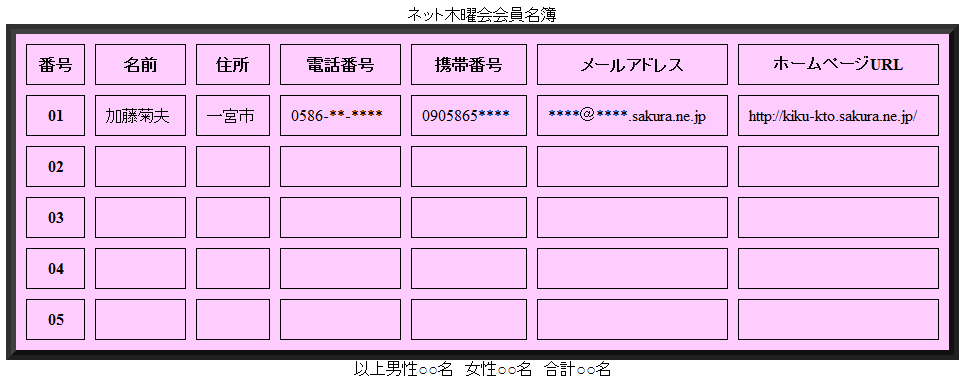 ネット木曜会会員名簿
番号 名前 住所 電話番号 携帯番号 メールアドレス ホームページURL
01 加藤菊夫 一宮市 0586-**-**** 0905865**** ****@****.sakura.ne.jp http://kiku-kto.sakura.ne.jp/
02
03
04
05
以上男性○○名 女性○○名 合計○○名